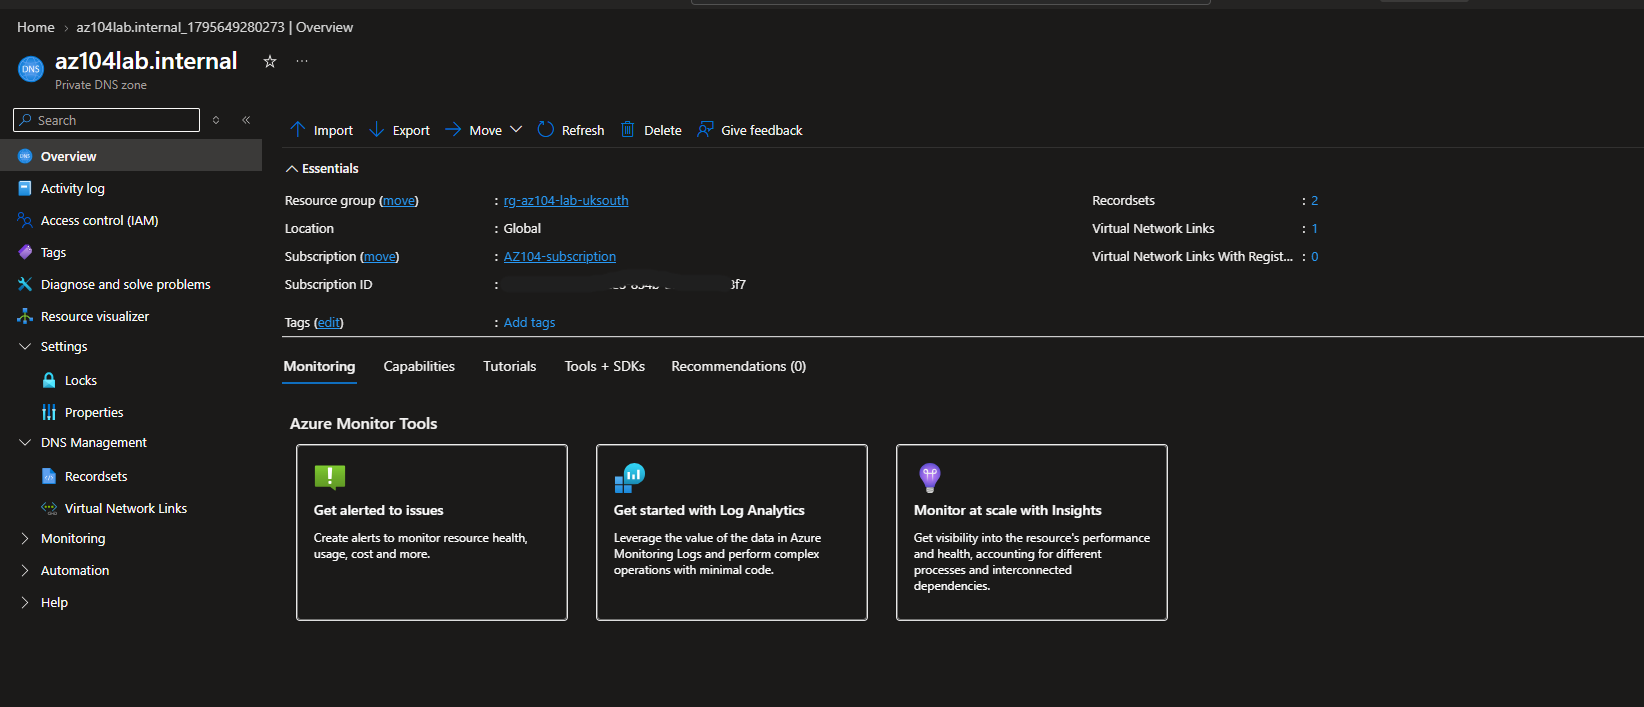 Home › az104lab.internal_1795649280273 | Overview
DNS
az104lab.internal
Private DNS zone
Search
Import
Export
Move
Refresh
Delete
Give feedback
Overview
Activity log
Access control (IAM)
Tags
Diagnose and solve problems
Resource visualizer
Settings
Locks
Properties
DNS Management
Recordsets
Virtual Network Links
Monitoring
Automation
Help
Essentials
Resource group (move) : rg-az104-lab-uksouth
Location : Global
Subscription (move) : AZ104-subscription
Subscription ID : f7
Tags (edit) : Add tags
Recordsets : 2
Virtual Network Links : 1
Virtual Network Links With Regist... : 0
Monitoring
Capabilities
Tutorials
Tools + SDKs
Recommendations (0)
Azure Monitor Tools
Get alerted to issues
Create alerts to monitor resource health,
usage, cost and more.
Get started with Log Analytics
Leverage the value of the data in Azure
Monitoring Logs and perform complex
operations with minimal code.
Monitor at scale with Insights
Get visibility into the resource's performance
and health, accounting for different
processes and interconnected
dependencies.